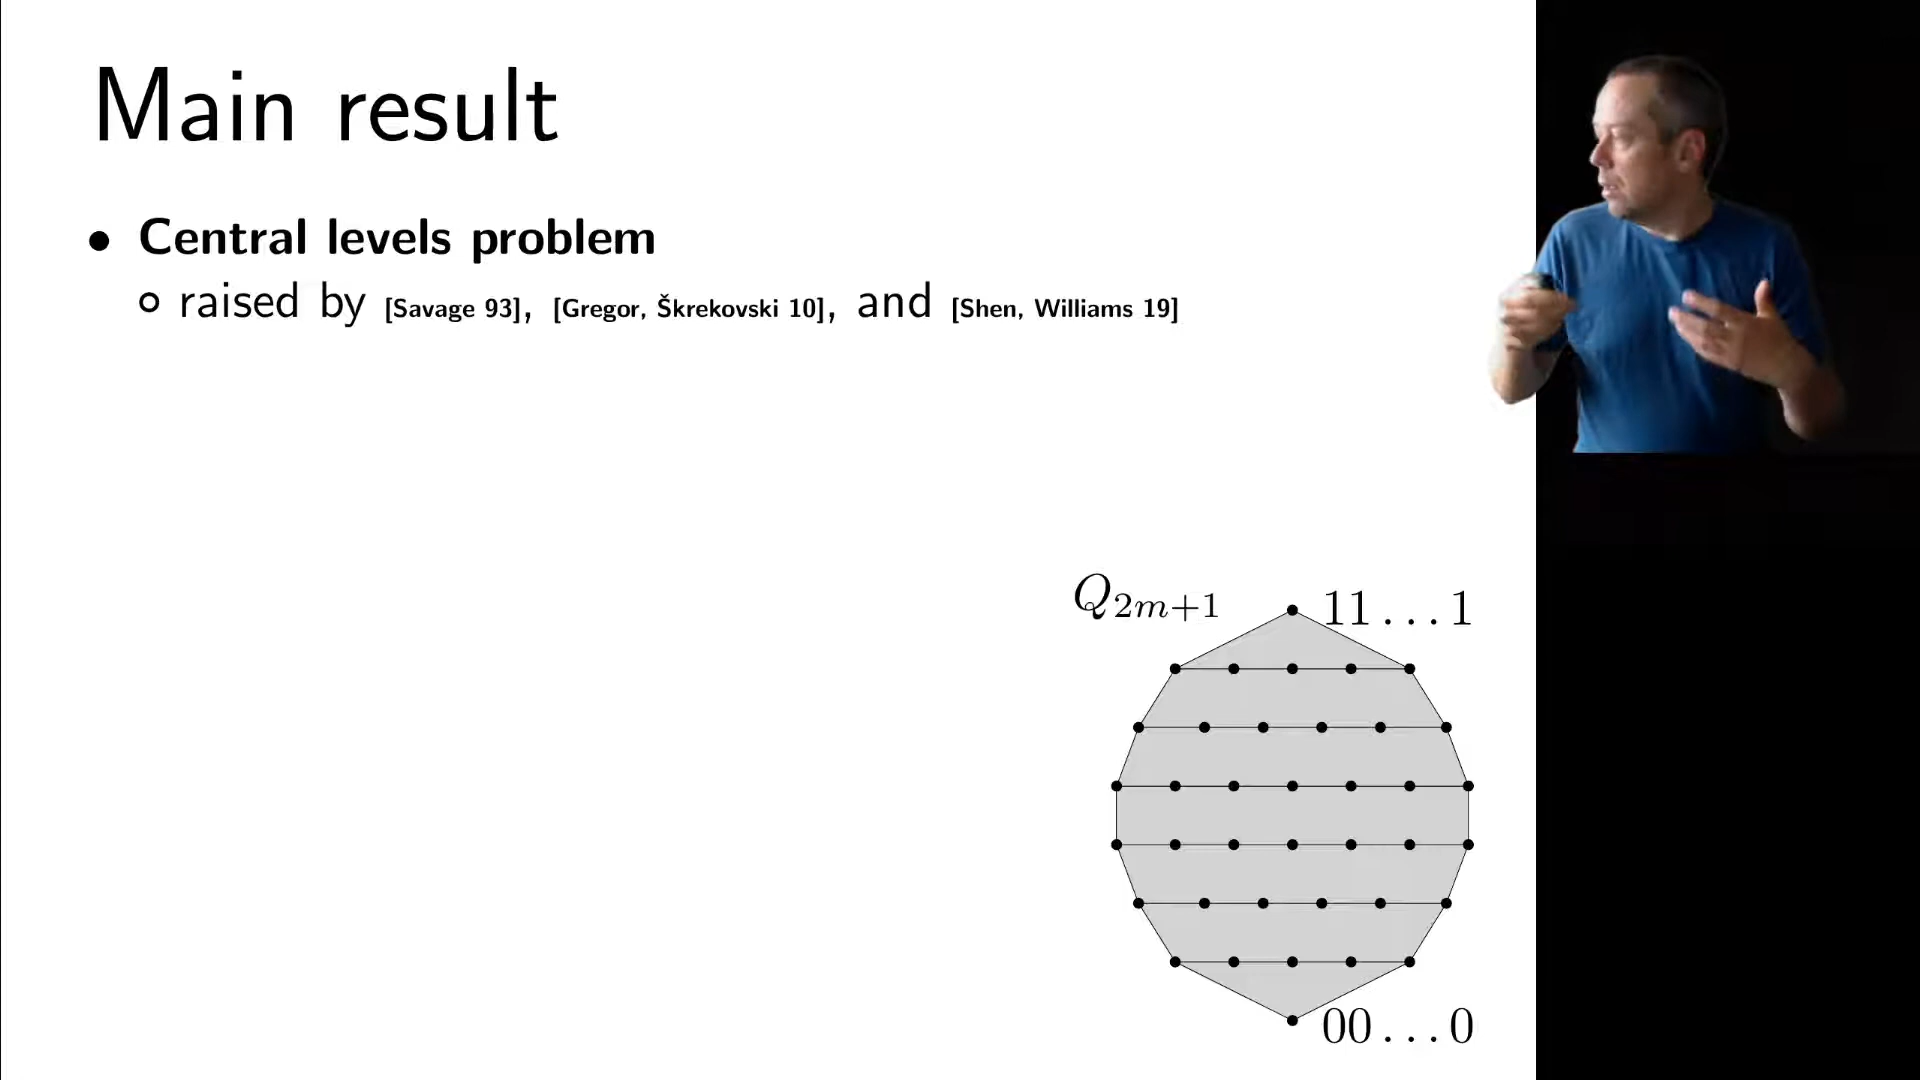 Main result
• Central levels problem
∘ raised by [Savage 93], [Gregor, Škrekovski 10], and [Shen, Williams 19]
Q₂ₘ₊₁
11...1
00...0